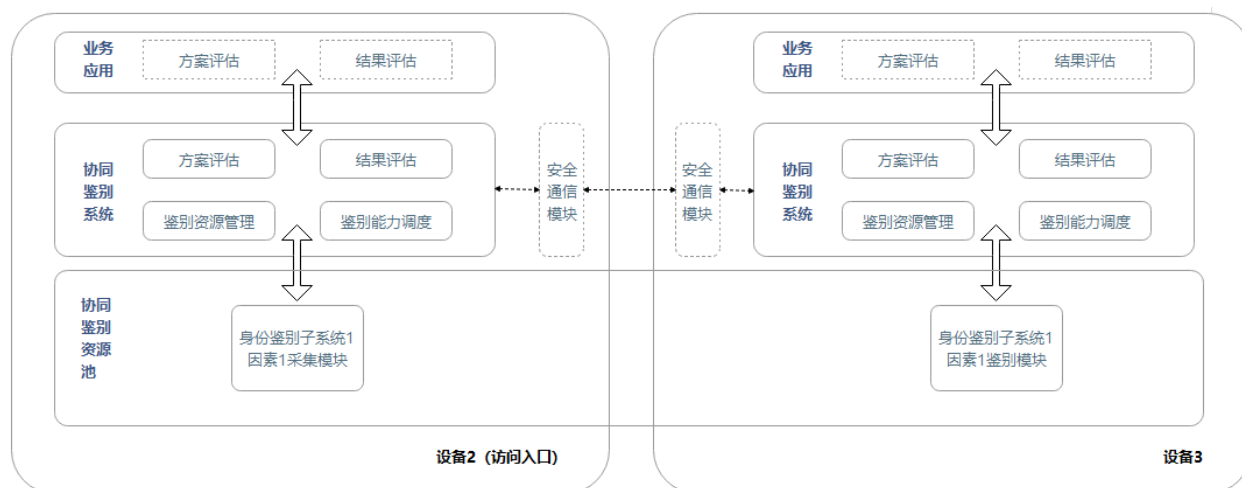 业务
应用
方案评估
结果评估
协同
鉴别
系统
方案评估
结果评估
鉴别资源管理
鉴别能力调度
安全
通信
模块
安全
通信
模块
业务
应用
方案评估
结果评估
协同
鉴别
系统
方案评估
结果评估
鉴别资源管理
鉴别能力调度
协同
鉴别
资源
池
身份鉴别子系统1
因素1采集模块
身份鉴别子系统1
因素1鉴别模块
设备2（访问入口）
设备3